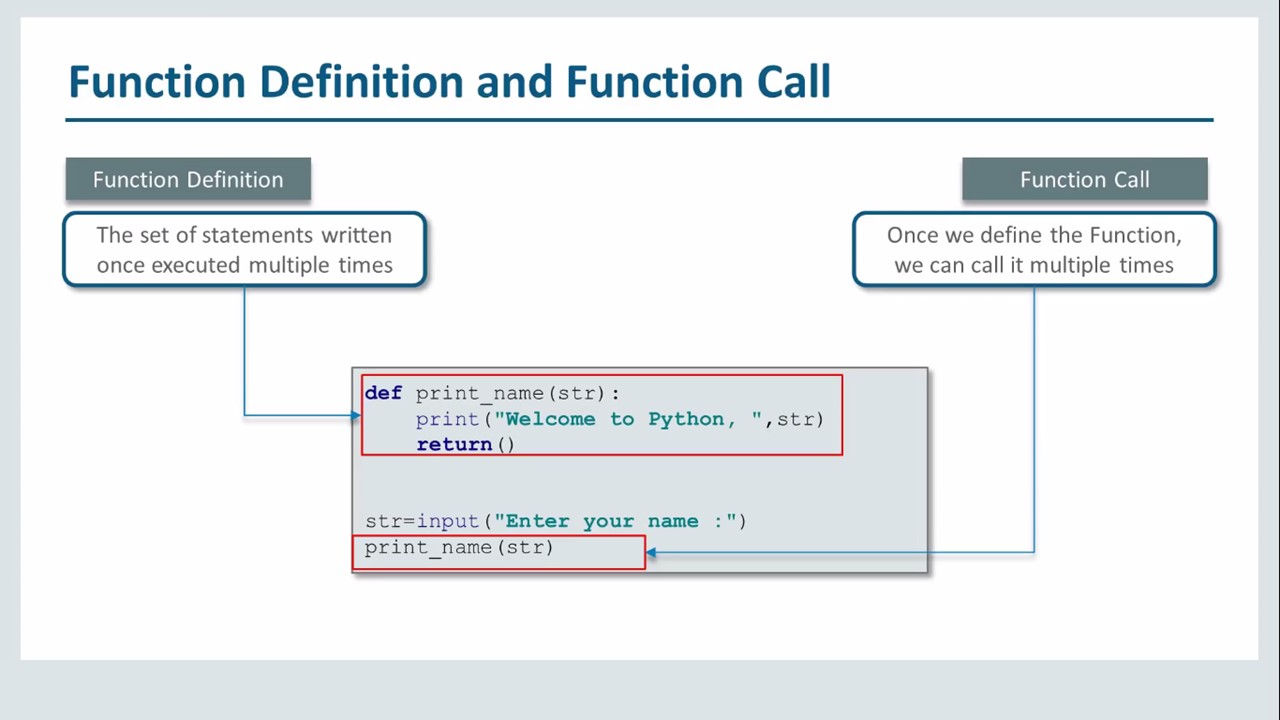 Function Definition and Function Call
Function Definition
The set of statements written
once executed multiple times
Function Call
Once we define the Function,
we can call it multiple times
def print_name(str):
    print("Welcome to Python, ",str)
    return()
str=input("Enter your name :")
print_name(str)